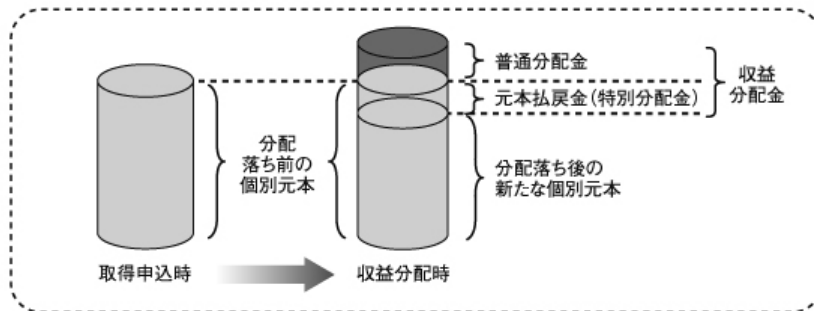 普通分配金
元本払戻金(特別分配金)
収益
分配金
分配
落ち前の
個別元本
分配落ち後の
新たな個別元本
取得申込時
収益分配時